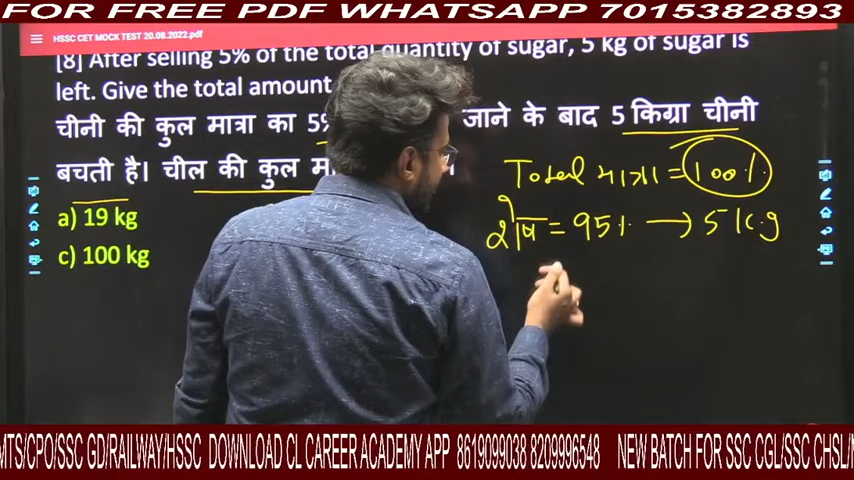 FOR FREE PDF WHATSAPP 7015382893
HSSC CET MOCK TEST 20.08.2022.pdf
[8] After selling 5% of the total quantity of sugar, 5 kg of sugar is
left. Give the total amount
चीनी की कुल मात्रा का 5% जाने के बाद 5 किग्रा चीनी
बचती है। चील की कुल
Total मात्रा = 100%
a) 19 kg
शेष = 95% → 5 kg
c) 100 kg
MTS/CPO/SSC GD/RAILWAY/HSSC DOWNLOAD CL CAREER ACADEMY APP 8619099038 8209996548 NEW BATCH FOR SSC CGL/SSC CHSL/